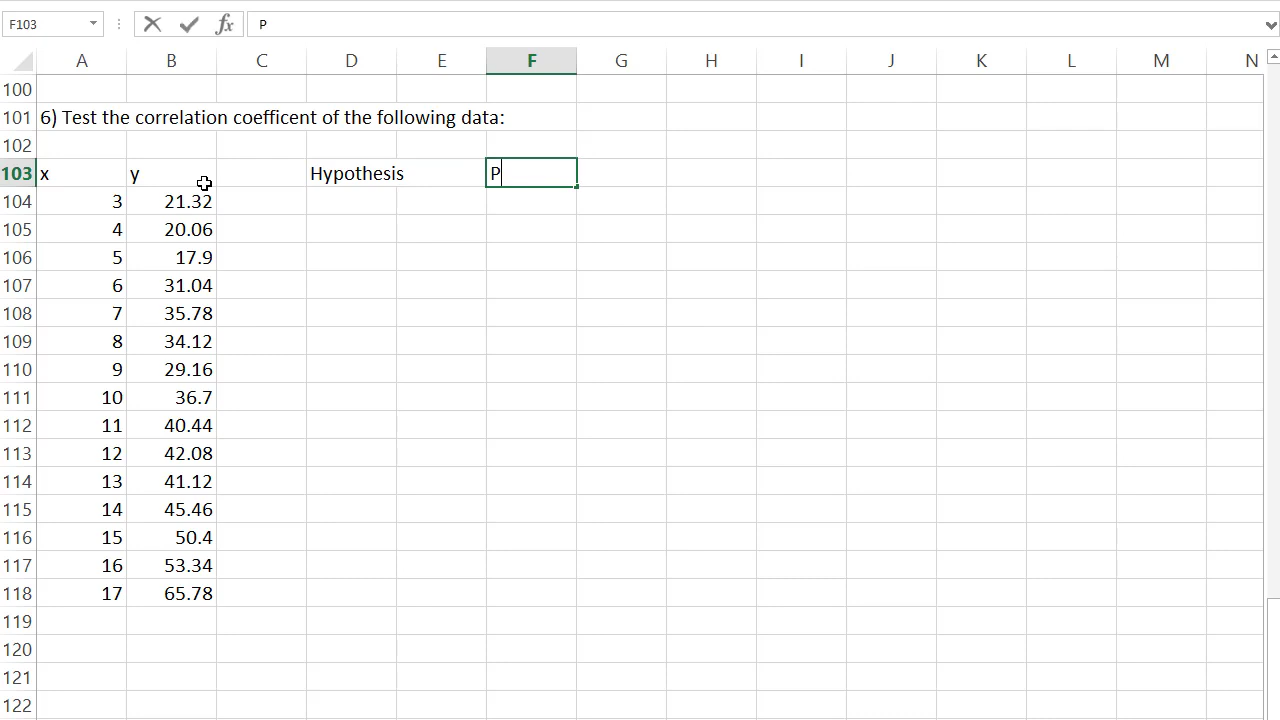 F103 fx P
A B C D E F G H I J K L M N
100
101 6) Test the correlation coefficent of the following data:
102
103 x y Hypothesis P
104 3 21.32
105 4 20.06
106 5 17.9
107 6 31.04
108 7 35.78
109 8 34.12
110 9 29.16
111 10 36.7
112 11 40.44
113 12 42.08
114 13 41.12
115 14 45.46
116 15 50.4
117 16 53.34
118 17 65.78
119
120
121
122